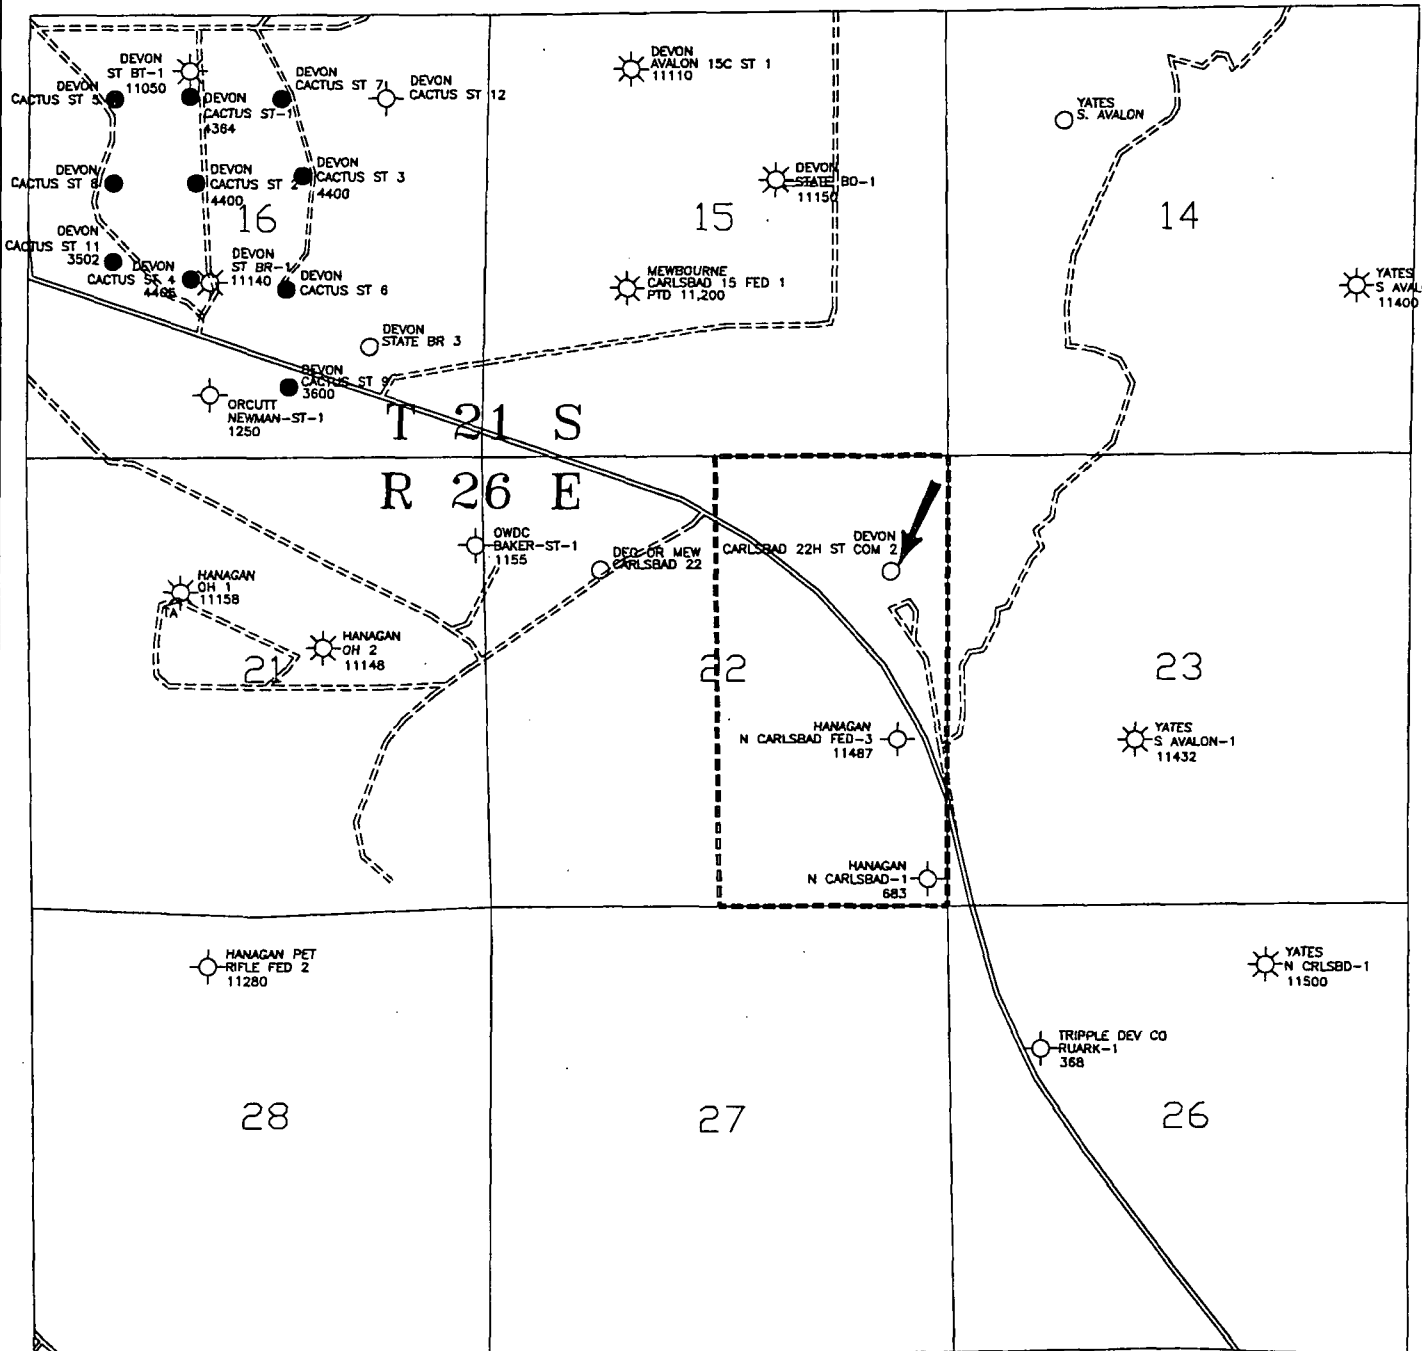 DEVON
ST BT-1
11050
DEVON
CACTUS ST 5
DEVON
CACTUS ST-1
4384
DEVON
CACTUS ST 7
DEVON
CACTUS ST 12
DEVON
AVALON 15C ST 1
11110
YATES
S. AVALON
DEVON
CACTUS ST 8
DEVON
CACTUS ST 2
4400
DEVON
CACTUS ST 3
4400
DEVON
STATE BO-1
11150
16
15
14
DEVON
CACTUS ST 11
3502
DEVON
CACTUS ST 4
DEVON
ST BR-1
11140
DEVON
CACTUS ST 6
MEWBOURNE
CARLSBAD 15 FED 1
PTD 11,200
YATES
S AVAL
11400
DEVON
STATE BR 3
DEVON
CACTUS ST 9
3600
ORCUTT
NEWMAN-ST-1
1250
T 21 S
R 26 E
OWDC
BAKER-ST-1
1155
DEC OR MEW
CARLSBAD 22
DEVON
CARLSBAD 22H ST COM 2
HANAGAN
OH 1
11158
TA
HANAGAN
OH 2
11148
21
22
23
HANAGAN
N CARLSBAD FED-3
11487
YATES
S AVALON-1
11432
HANAGAN
N CARLSBAD-1
683
HANAGAN PET
RIFLE FED 2
11280
YATES
N CRLSBD-1
11500
TRIPPLE DEV CO
RUARK-1
368
28
27
26